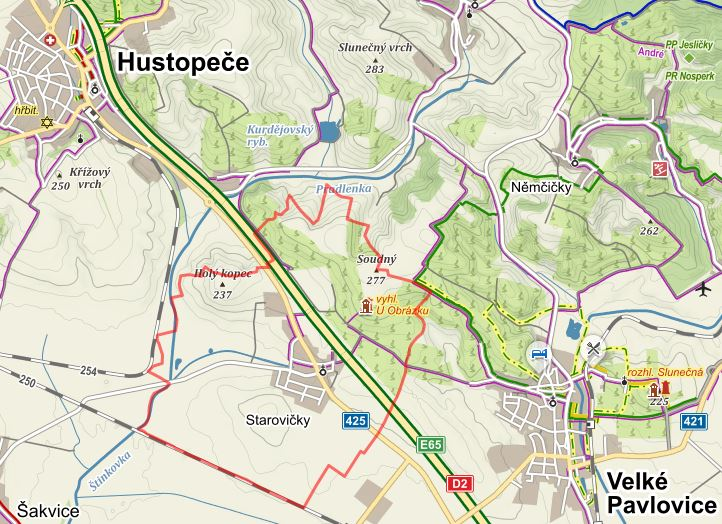 Hustopeče
Slunečný vrch
283
PP Jesličky
André
PR Nosperk
hřbit.
Kurdějovský
ryb.
Křížový
vrch
250
Pradlenka
Němčičky
262
Soudný
277
Holý kopec
237
vyhl.
U Obrázku
254
250
rozhl. Slunečná
225
Starovičky
425
421
E65
D2
Štinkovka
Šakvice
Velké
Pavlovice